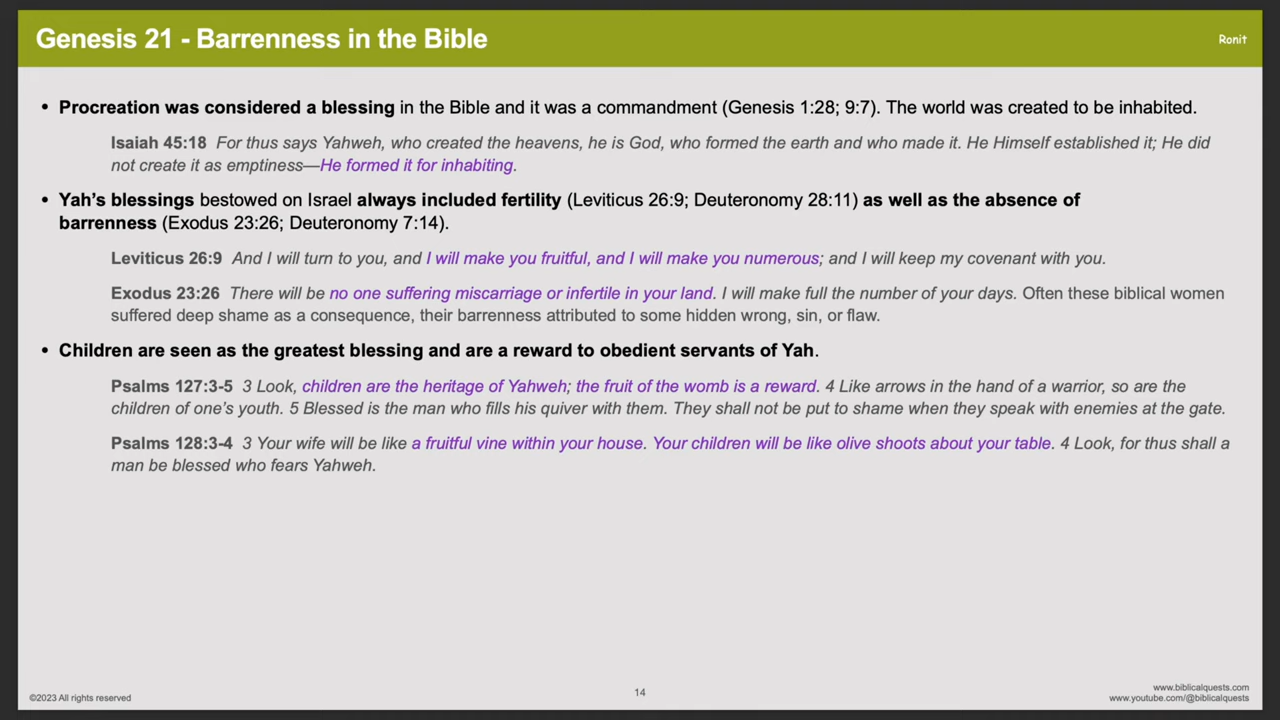 Genesis 21 - Barrenness in the Bible
Ronit
• Procreation was considered a blessing in the Bible and it was a commandment (Genesis 1:28; 9:7). The world was created to be inhabited.
Isaiah 45:18 For thus says Yahweh, who created the heavens, he is God, who formed the earth and who made it. He Himself established it; He did
not create it as emptiness—He formed it for inhabiting.
• Yah’s blessings bestowed on Israel always included fertility (Leviticus 26:9; Deuteronomy 28:11) as well as the absence of
barrenness (Exodus 23:26; Deuteronomy 7:14).
Leviticus 26:9 And I will turn to you, and I will make you fruitful, and I will make you numerous; and I will keep my covenant with you.
Exodus 23:26 There will be no one suffering miscarriage or infertile in your land. I will make full the number of your days. Often these biblical women
suffered deep shame as a consequence, their barrenness attributed to some hidden wrong, sin, or flaw.
• Children are seen as the greatest blessing and are a reward to obedient servants of Yah.
Psalms 127:3-5 3 Look, children are the heritage of Yahweh; the fruit of the womb is a reward. 4 Like arrows in the hand of a warrior, so are the
children of one’s youth. 5 Blessed is the man who fills his quiver with them. They shall not be put to shame when they speak with enemies at the gate.
Psalms 128:3-4 3 Your wife will be like a fruitful vine within your house. Your children will be like olive shoots about your table. 4 Look, for thus shall a
man be blessed who fears Yahweh.
©2023 All rights reserved
14
www.biblicalquests.com
www.youtube.com/@biblicalquests